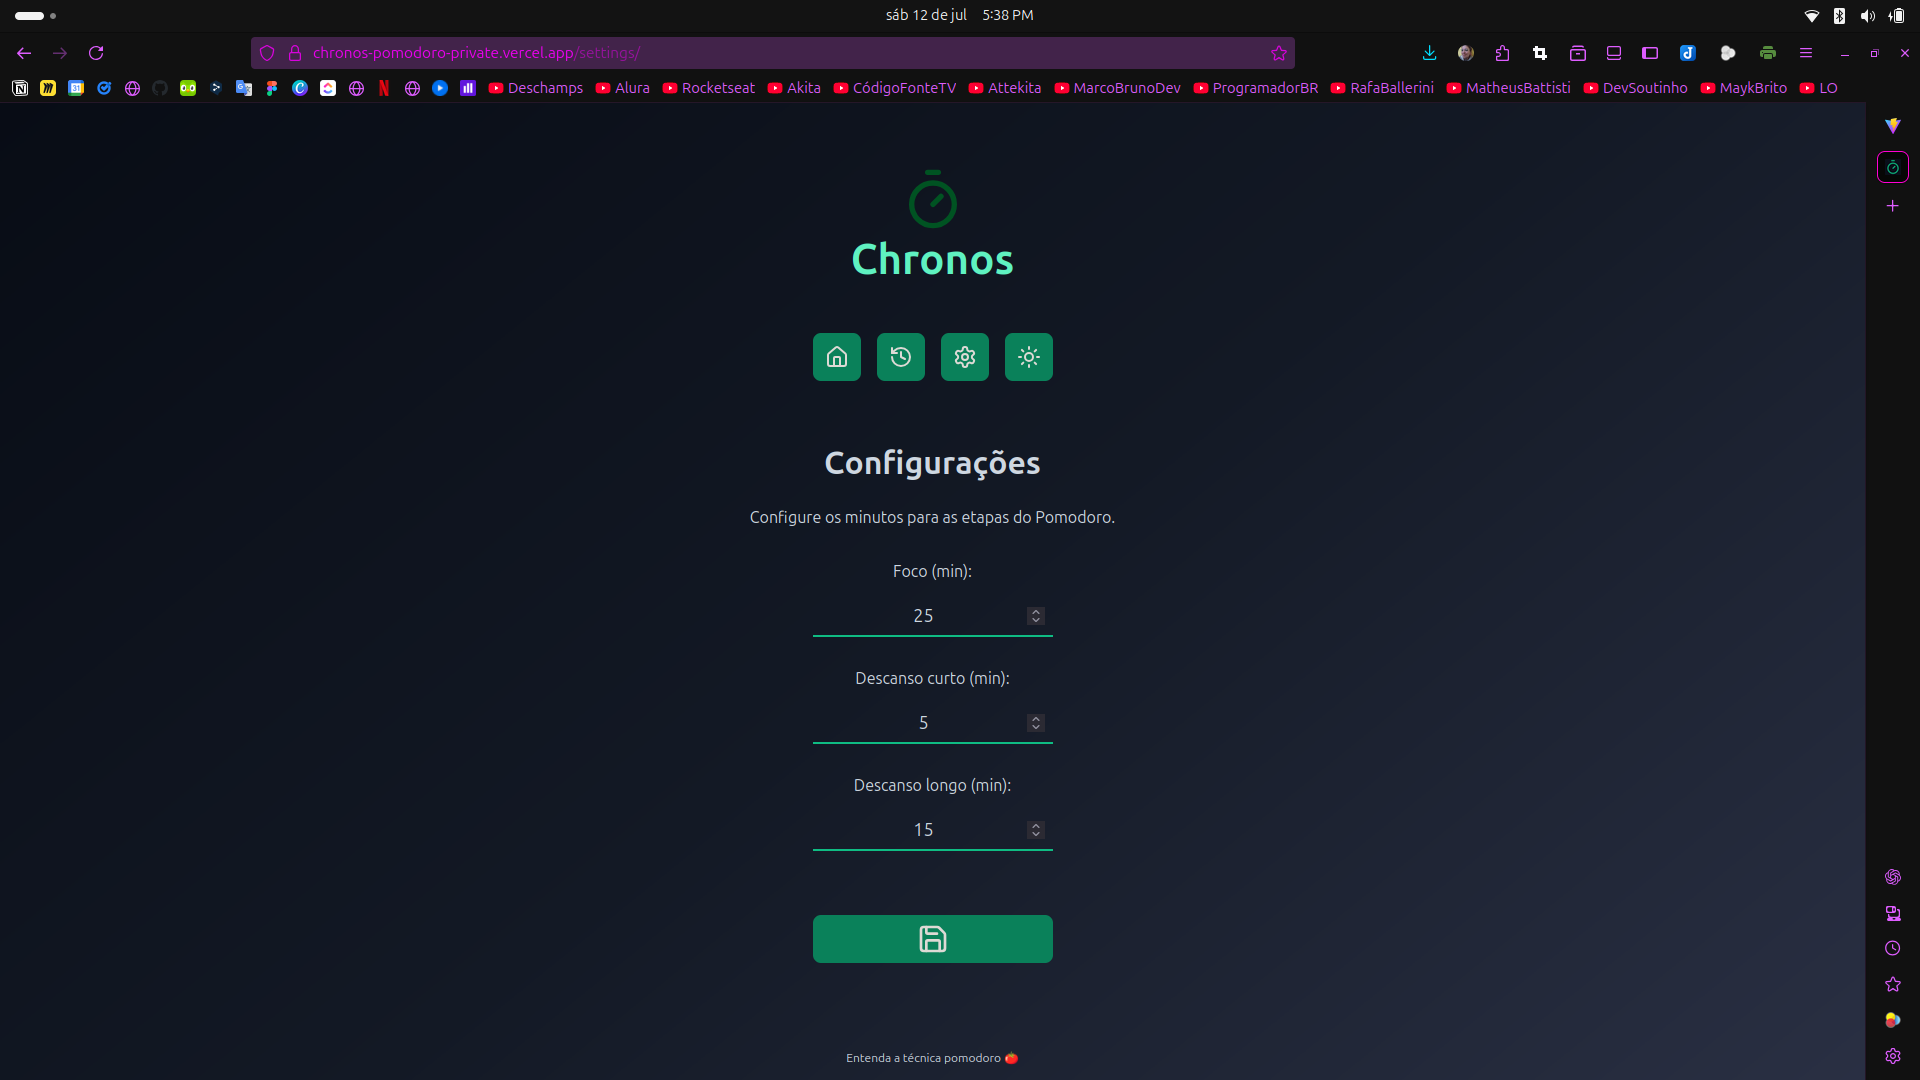 sáb 12 de jul 5:38 PM
chronos-pomodoro-private.vercel.app/settings/
Deschamps Alura Rocketseat Akita CódigoFonteTV Attekita MarcoBrunoDev ProgramadorBR RafaBallerini MatheusBattisti DevSoutinho MaykBrito LO
Chronos
Configurações
Configure os minutos para as etapas do Pomodoro.
Foco (min):
25
Descanso curto (min):
5
Descanso longo (min):
15
Entenda a técnica pomodoro 🍅